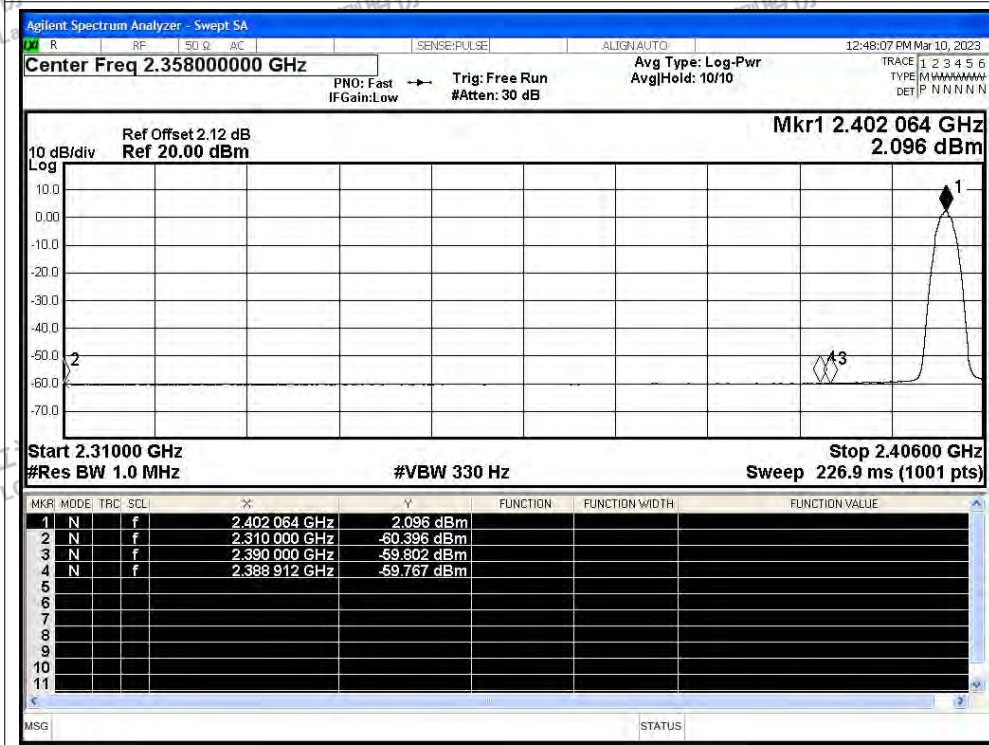 Agilent Spectrum Analyzer - Swept SA
R RF 50 Ω AC SENSE:PULSE ALIGN AUTO 12:48:07 PM Mar 10, 2023
Center Freq 2.358000000 GHz
PNO: Fast
IFGain:Low
Trig: Free Run
#Atten: 30 dB
Avg Type: Log-Pwr
Avg|Hold: 10/10
TRACE 1 2 3 4 5 6
TYPE M
DET P N N N N N
Mkr1 2.402 064 GHz
2.096 dBm
Ref Offset 2.12 dB
10 dB/div Ref 20.00 dBm
Log
10.0
0.00
-10.0
-20.0
-30.0
-40.0
-50.0
-60.0
-70.0
1
2
4 3
Start 2.31000 GHz Stop 2.40600 GHz
#Res BW 1.0 MHz #VBW 330 Hz Sweep 226.9 ms (1001 pts)
MKR MODE TRC SCL X Y FUNCTION FUNCTION WIDTH FUNCTION VALUE
1 N f 2.402 064 GHz 2.096 dBm
2 N f 2.310 000 GHz -60.396 dBm
3 N f 2.390 000 GHz -59.802 dBm
4 N f 2.388 912 GHz -59.767 dBm
5
6
7
8
9
10
11
MSG STATUS